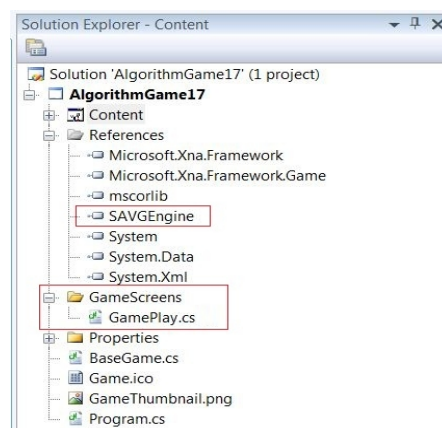 Solution Explorer - Content
Solution 'AlgorithmGame17' (1 project)
AlgorithmGame17
Content
References
Microsoft.Xna.Framework
Microsoft.Xna.Framework.Game
mscorlib
SAVGEngine
System
System.Data
System.Xml
GameScreens
GamePlay.cs
Properties
BaseGame.cs
Game.ico
GameThumbnail.png
Program.cs